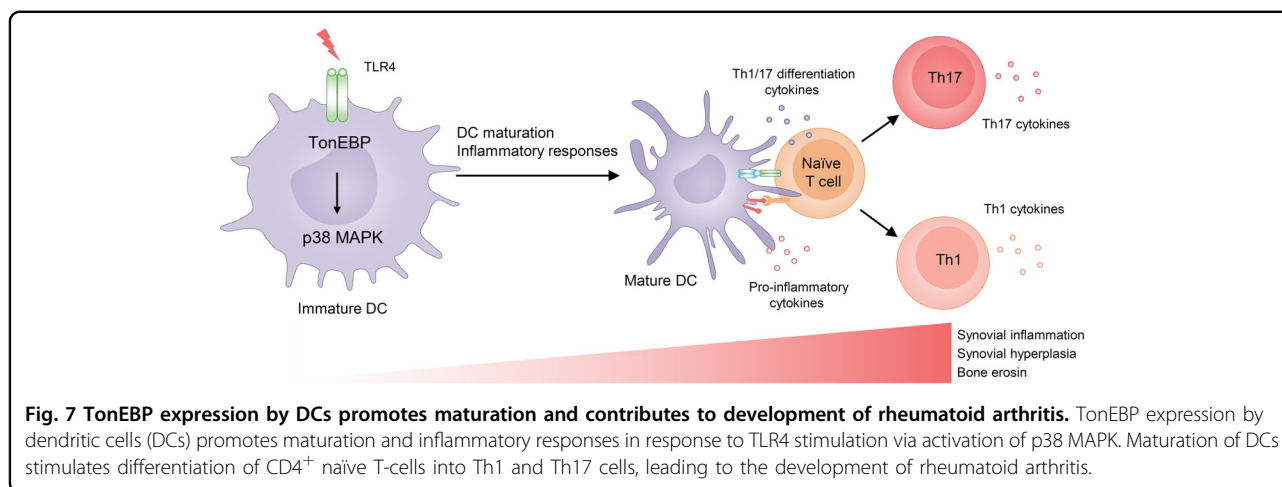 TLR4
TonEBP
p38 MAPK
Immature DC
DC maturation
Inflammatory responses
Th1/17 differentiation
cytokines
Naïve
T cell
Mature DC
Pro-inflammatory
cytokines
Th17
Th17 cytokines
Th1 cytokines
Th1
Synovial inflammation
Synovial hyperplasia
Bone erosion
Fig. 7 TonEBP expression by DCs promotes maturation and contributes to development of rheumatoid arthritis. TonEBP expression by
dendritic cells (DCs) promotes maturation and inflammatory responses in response to TLR4 stimulation via activation of p38 MAPK. Maturation of DCs
stimulates differentiation of CD4⁺ naïve T-cells into Th1 and Th17 cells, leading to the development of rheumatoid arthritis.